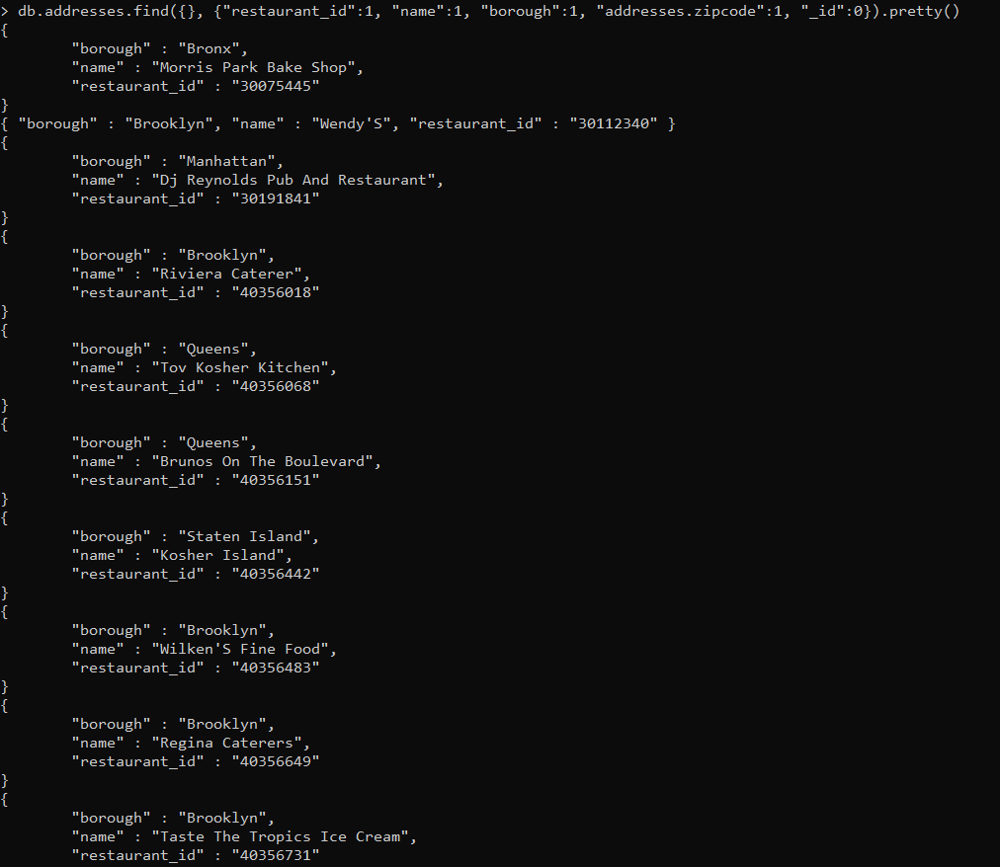 > db.addresses.find({}, {"restaurant_id":1, "name":1, "borough":1, "addresses.zipcode":1, "_id":0}).pretty()
{
        "borough" : "Bronx",
        "name" : "Morris Park Bake Shop",
        "restaurant_id" : "30075445"
}
{ "borough" : "Brooklyn", "name" : "Wendy'S", "restaurant_id" : "30112340" }
{
        "borough" : "Manhattan",
        "name" : "Dj Reynolds Pub And Restaurant",
        "restaurant_id" : "30191841"
}
{
        "borough" : "Brooklyn",
        "name" : "Riviera Caterer",
        "restaurant_id" : "40356018"
}
{
        "borough" : "Queens",
        "name" : "Tov Kosher Kitchen",
        "restaurant_id" : "40356068"
}
{
        "borough" : "Queens",
        "name" : "Brunos On The Boulevard",
        "restaurant_id" : "40356151"
}
{
        "borough" : "Staten Island",
        "name" : "Kosher Island",
        "restaurant_id" : "40356442"
}
{
        "borough" : "Brooklyn",
        "name" : "Wilken'S Fine Food",
        "restaurant_id" : "40356483"
}
{
        "borough" : "Brooklyn",
        "name" : "Regina Caterers",
        "restaurant_id" : "40356649"
}
{
        "borough" : "Brooklyn",
        "name" : "Taste The Tropics Ice Cream",
        "restaurant_id" : "40356731"